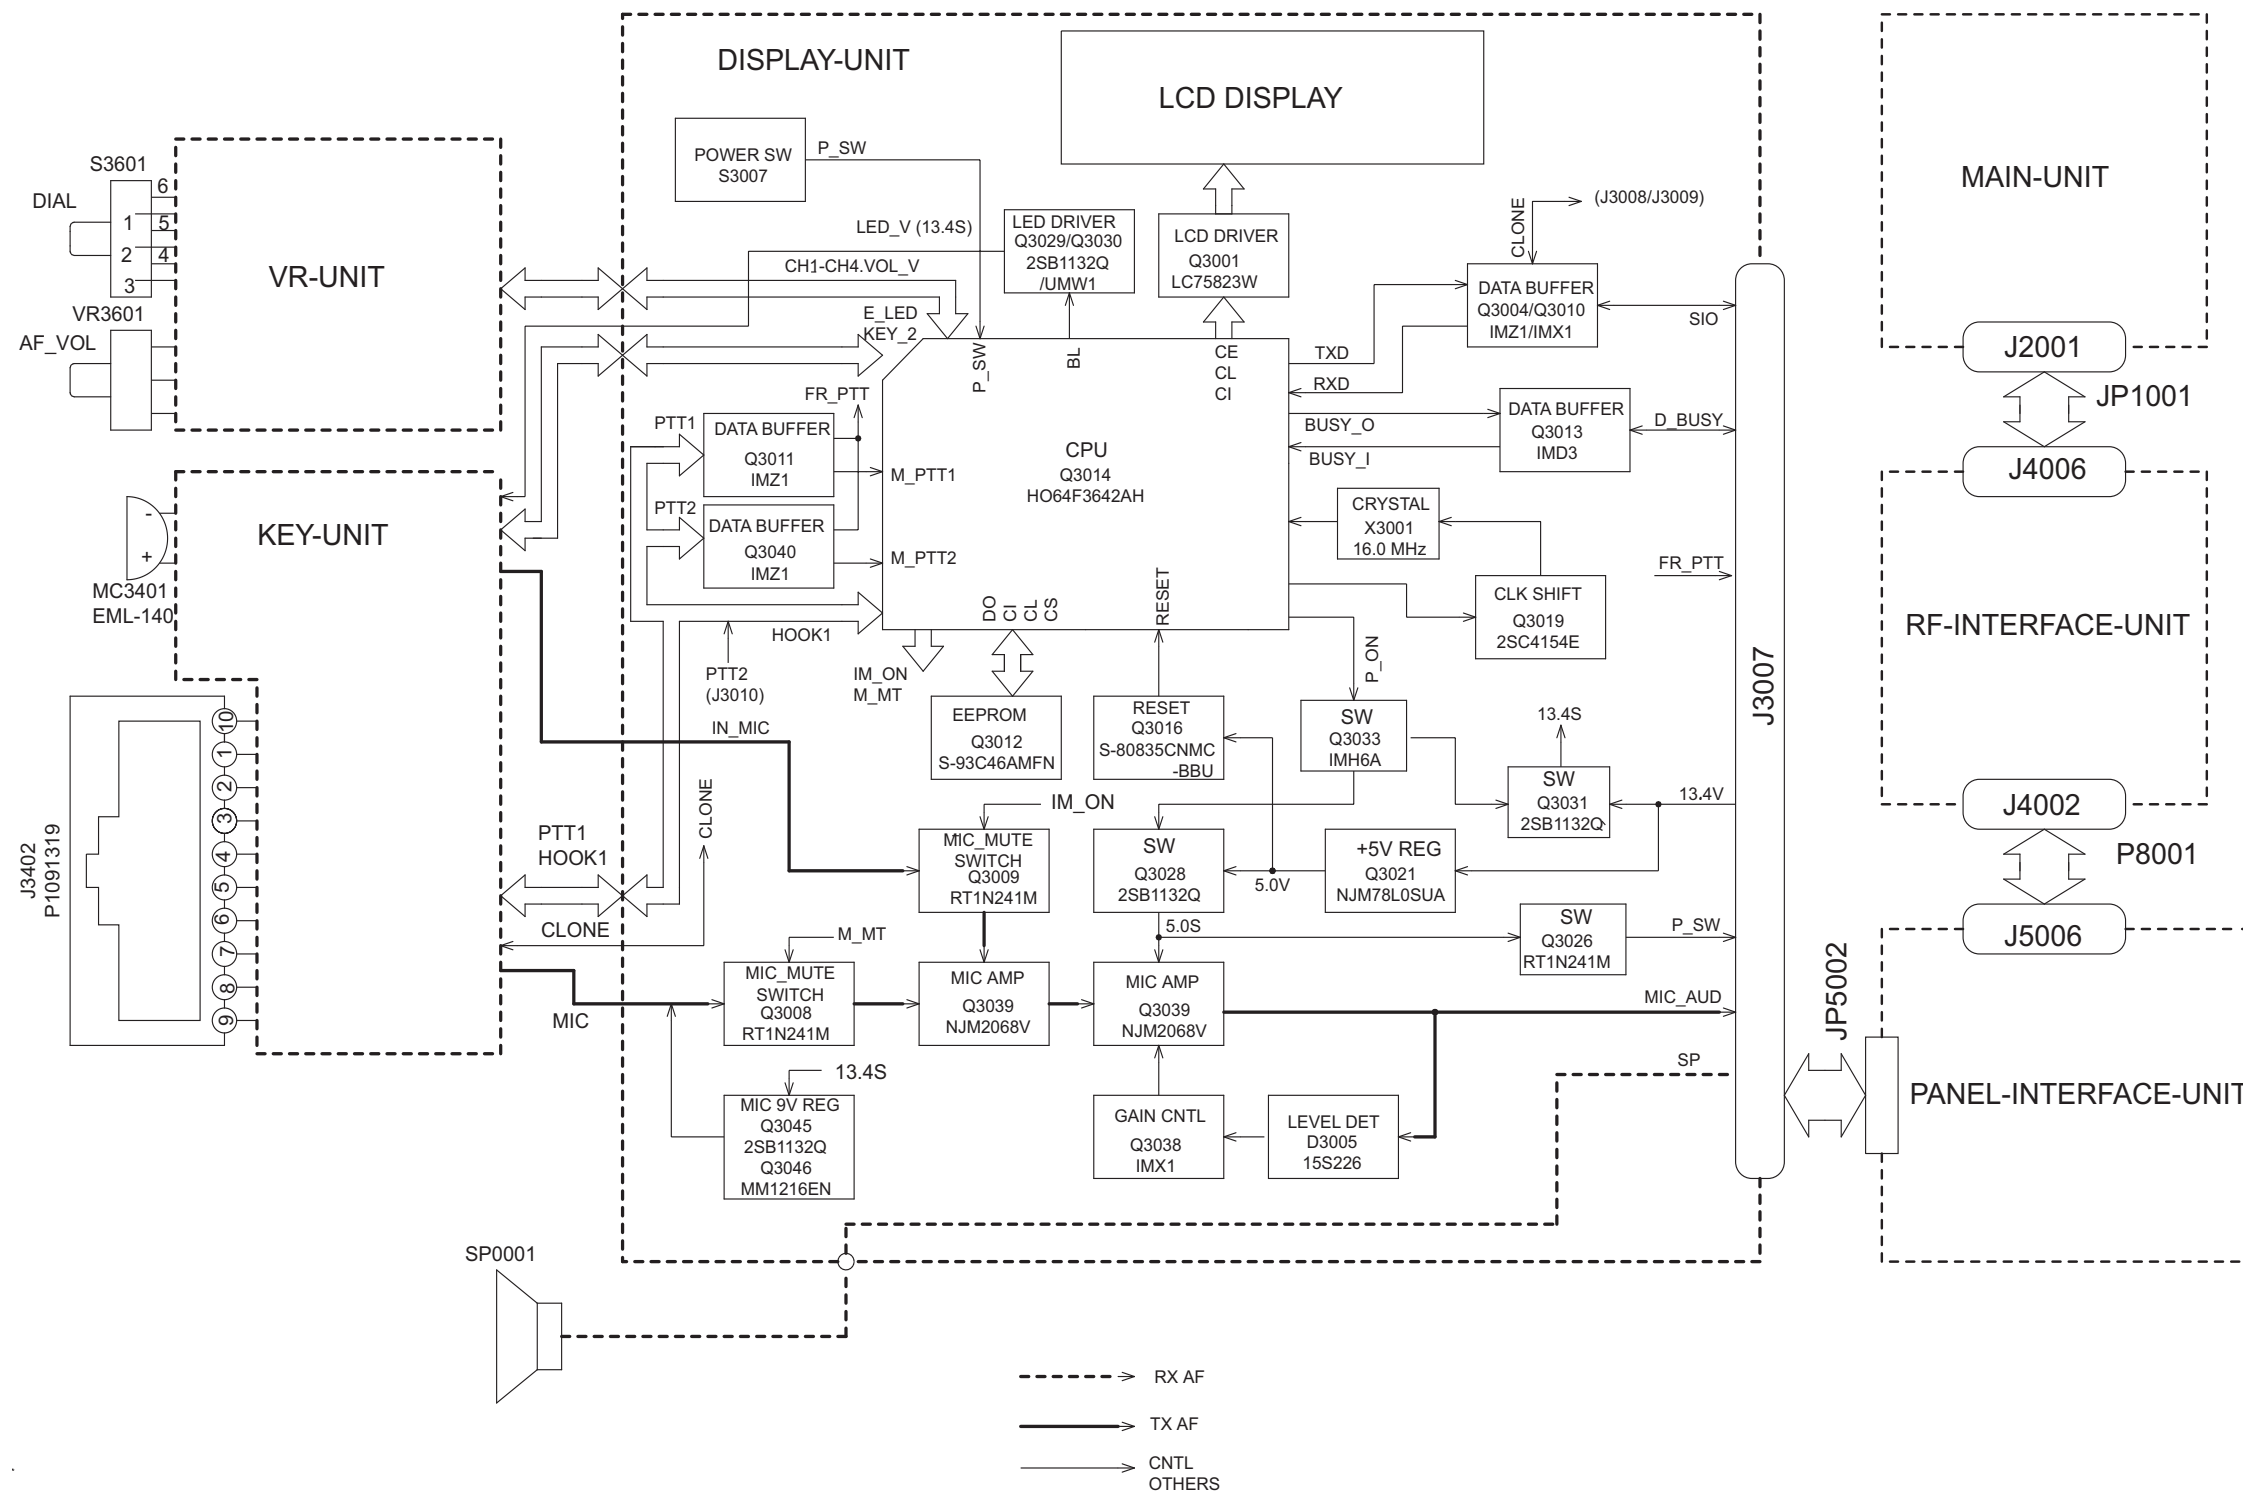 DISPLAY-UNIT
LCD DISPLAY
MAIN-UNIT
POWER SW
S3007
P_SW
S3601
DIAL
6
1
5
2
4
3
VR-UNIT
VR3601
AF_VOL
LED_V (13.4S)
LED DRIVER
Q3029/Q3030
2SB1132Q
/UMW1
LCD DRIVER
Q3001
LC75823W
CLONE
(J3008/J3009)
DATA BUFFER
Q3004/Q3010
IMZ1/IMX1
SIO
CH1-CH4.VOL_V
E_LED
KEY_2
P_SW
BL
CE
CL
CI
TXD
RXD
J2001
JP1001
J4006
FR_PTT
PTT1
DATA BUFFER
Q3011
IMZ1
M_PTT1
PTT2
DATA BUFFER
Q3040
IMZ1
M_PTT2
CPU
Q3014
HO64F3642AH
BUSY_O
BUSY_I
DATA BUFFER
Q3013
IMD3
D_BUSY
CRYSTAL
X3001
16.0 MHz
CLK SHIFT
Q3019
2SC4154E
FR_PTT
J3007
RF-INTERFACE-UNIT
KEY-UNIT
-
+
MC3401
EML-140
DO
CI
CL
CS
RESET
HOOK1
PTT2
(J3010)
IM_ON
M_MT
P_ON
IN_MIC
EEPROM
Q3012
S-93C46AMFN
RESET
Q3016
S-80835CNMC
-BBU
SW
Q3033
IMH6A
13.4S
SW
Q3031
2SB1132Q
13.4V
J4002
P8001
J5006
J3402
P1091319
10
1
2
3
4
5
6
7
8
9
PTT1
HOOK1
CLONE
CLONE
IM_ON
MIC_MUTE
SWITCH
Q3009
RT1N241M
SW
Q3028
2SB1132Q
5.0V
+5V REG
Q3021
NJM78L0SUA
5.0S
SW
Q3026
RT1N241M
P_SW
M_MT
MIC
MIC_MUTE
SWITCH
Q3008
RT1N241M
MIC AMP
Q3039
NJM2068V
MIC AMP
Q3039
NJM2068V
MIC_AUD
SP
JP5002
PANEL-INTERFACE-UNIT
13.4S
MIC 9V REG
Q3045
2SB1132Q
Q3046
MM1216EN
GAIN CNTL
Q3038
IMX1
LEVEL DET
D3005
15S226
SP0001
RX AF
TX AF
CNTL
OTHERS